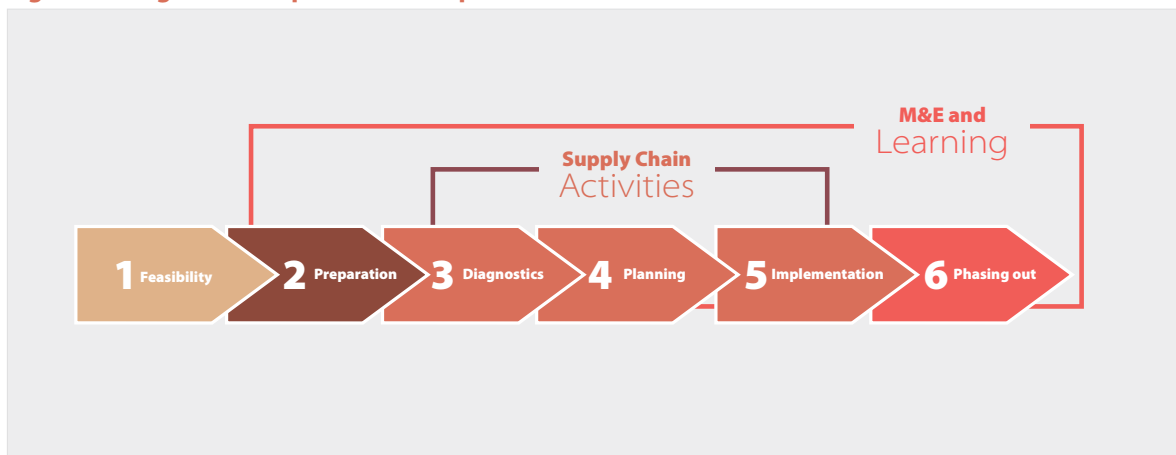 M&E and
Learning
Supply Chain
Activities
1 Feasibility
2 Preparation
3 Diagnostics
4 Planning
5 Implementation
6 Phasing out